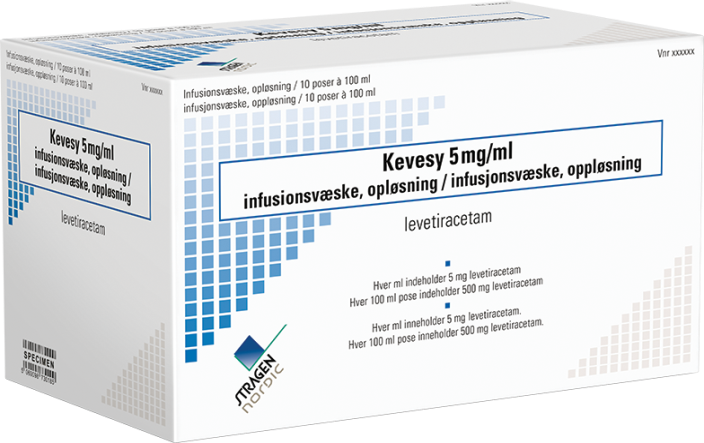 Infusionsvæske, opløsning / 10 poser à 100 ml
infusjonsvæske, oppløsning / 10 poser à 100 ml
Vnr xxxxxx
Kevesy 5 mg/ml
infusionsvæske, opløsning / infusjonsvæske, oppløsning
levetiracetam
Hver ml indeholder 5 mg levetiracetam
Hver 100 ml pose indeholder 500 mg levetiracetam
Hver ml inneholder 5 mg levetiracetam.
Hver 100 ml pose inneholder 500 mg levetiracetam.
STRAGEN
nordic
Infusionsvæske, opløsning / 10 poser à 100 ml
infusjonsvæske, oppløsning / 10 poser à 100 ml
Vnr xxxxxx
Kevesy 5 mg/ml
infusionsvæske, opløsning /
infusjonsvæske, oppløsning
levetiracetam
SPECIMEN
levetiracetam